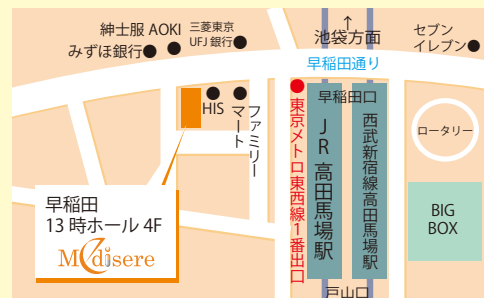 紳士服 AOKI
みずほ銀行
三菱東京
UFJ 銀行
↑
池袋方面
セブン
イレブン
早稲田通り
HIS
ファミリー
マート
東京メトロ東西線1番出口
早稲田口
JR 高田馬場駅
西武新宿線高田馬場駅
ロータリー
BIG
BOX
戸山口
早稲田
13 時ホール 4F
Modisere